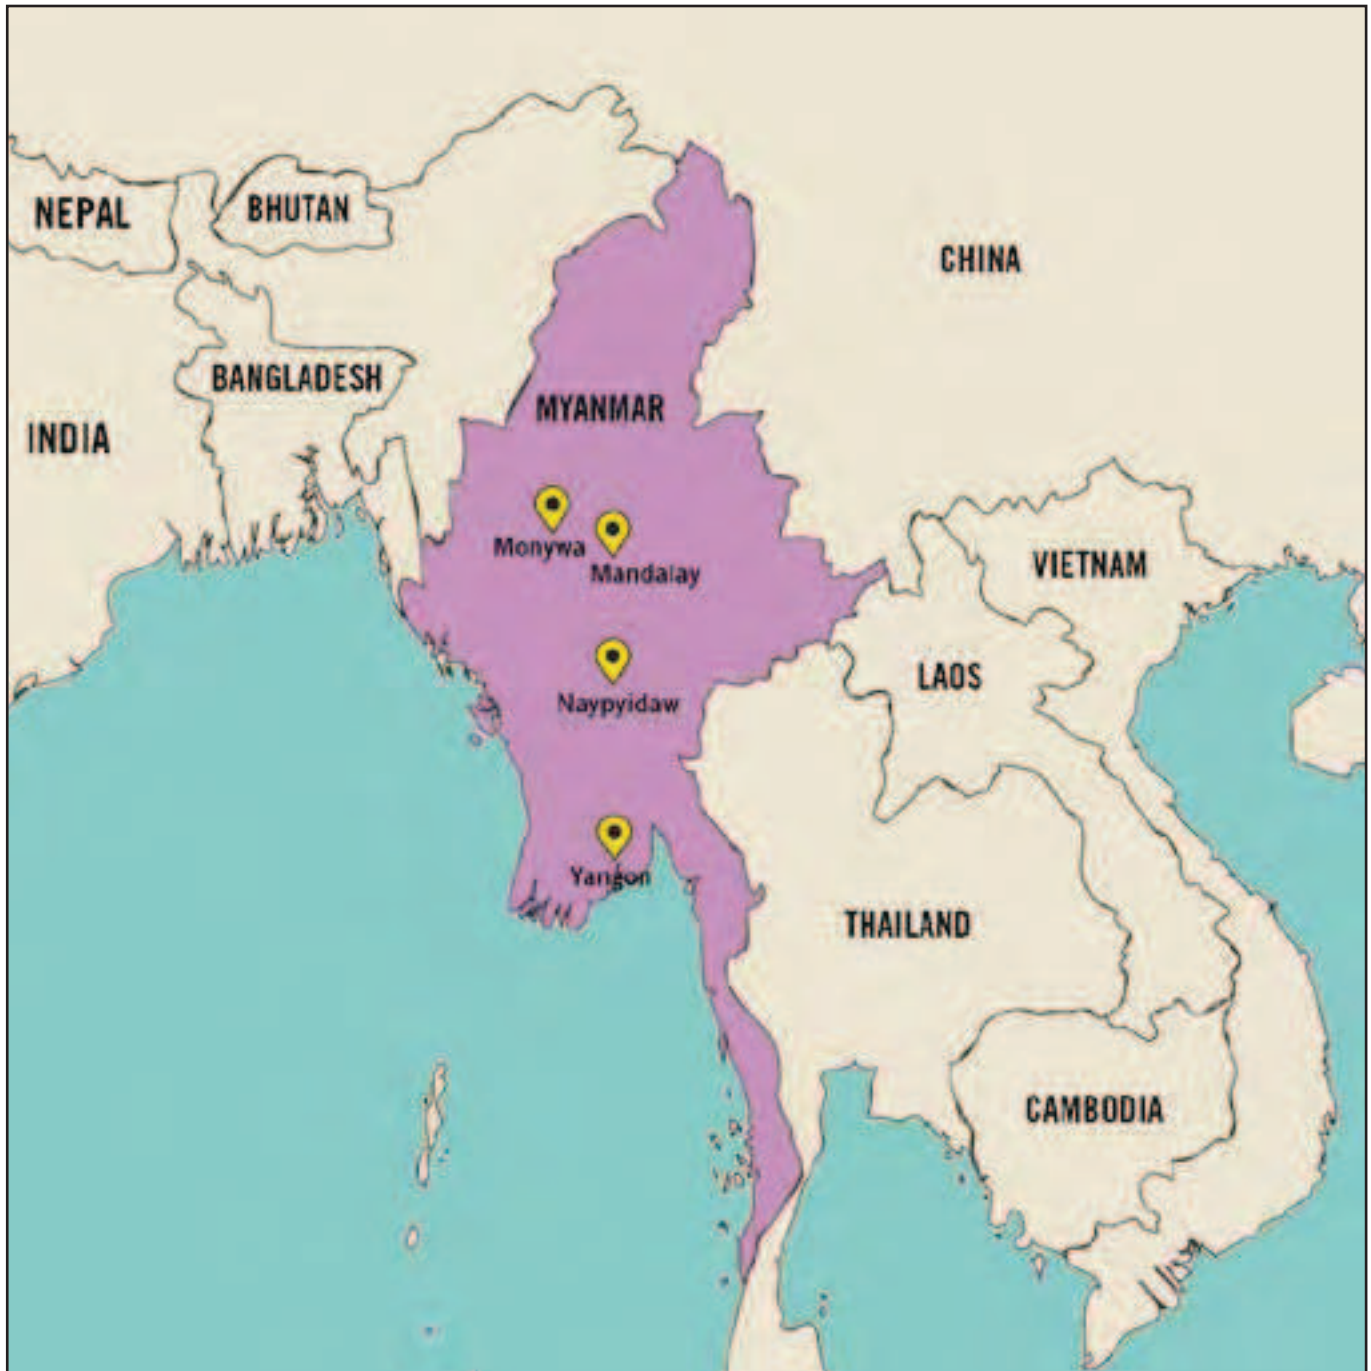 NEPAL
BHUTAN
CHINA
BANGLADESH
INDIA
MYANMAR
Monywa
Mandalay
VIETNAM
LAOS
Naypyidaw
Yangon
THAILAND
CAMBODIA